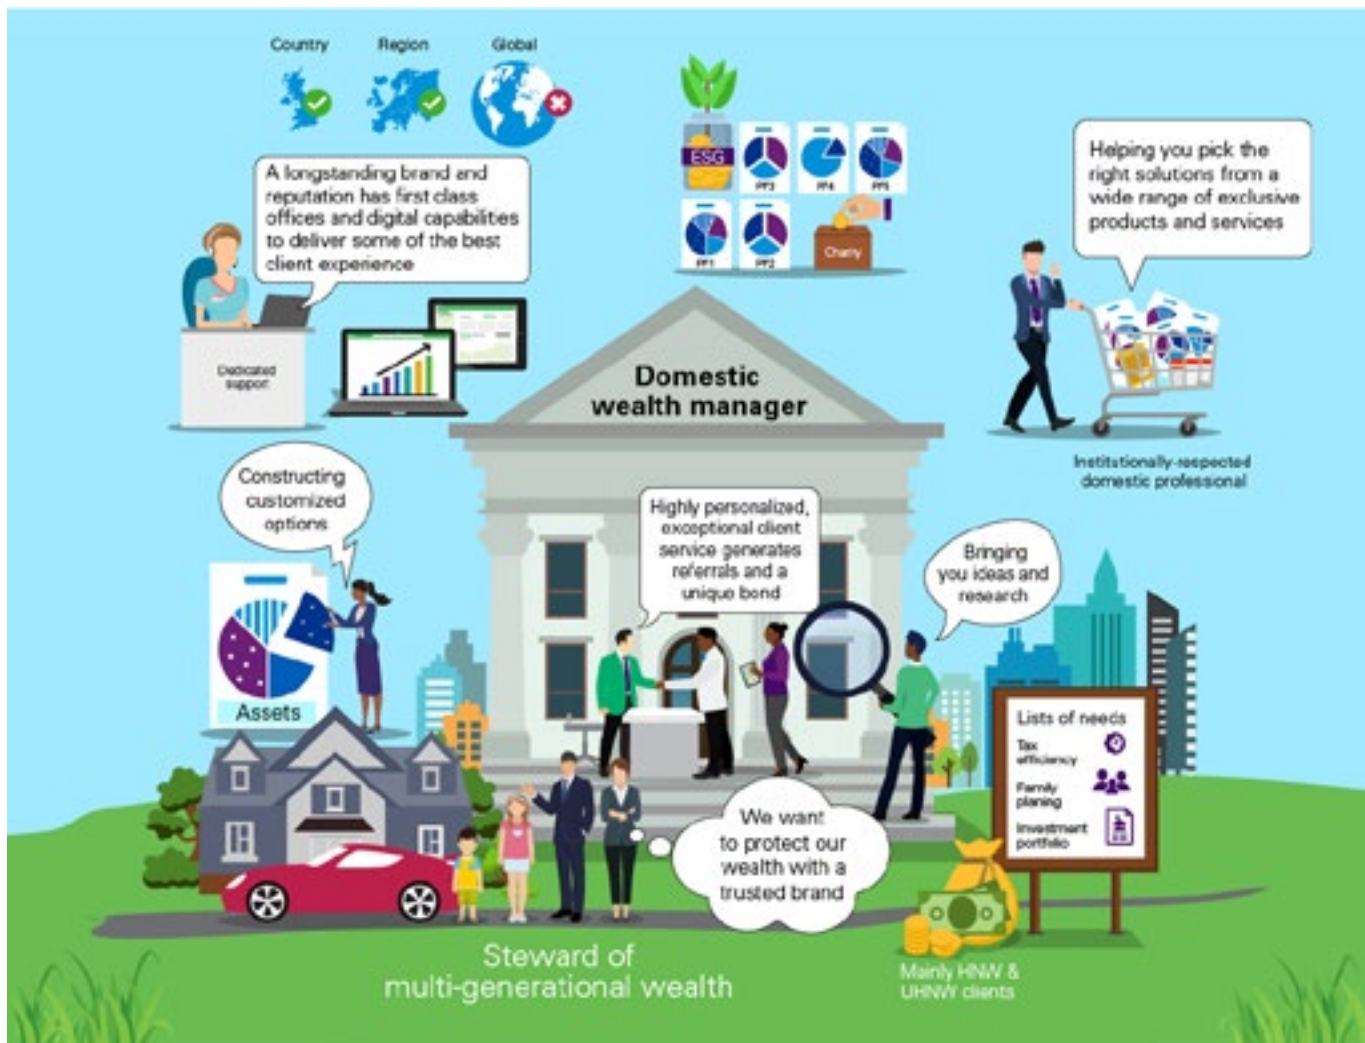 Country
Region
Global
A longstanding brand and
reputation has first class
offices and digital capabilities
to deliver some of the best
client experience
Dedicated
support
ESG
PF3
PF4
PF5
PF1
PF2
Charity
Helping you pick the
right solutions from a
wide range of exclusive
products and services
Institutionally-respected
domestic professional
Domestic
wealth manager
Constructing
customized
options
Assets
Highly personalized,
exceptional client
service generates
referrals and a
unique bond
Bringing
you ideas and
research
Lists of needs
Tax
efficiency
Family
planing
Investment
portfolio
We want
to protect our
wealth with a
trusted brand
Steward of
multi-generational wealth
Mainly HNW &
UHNW clients